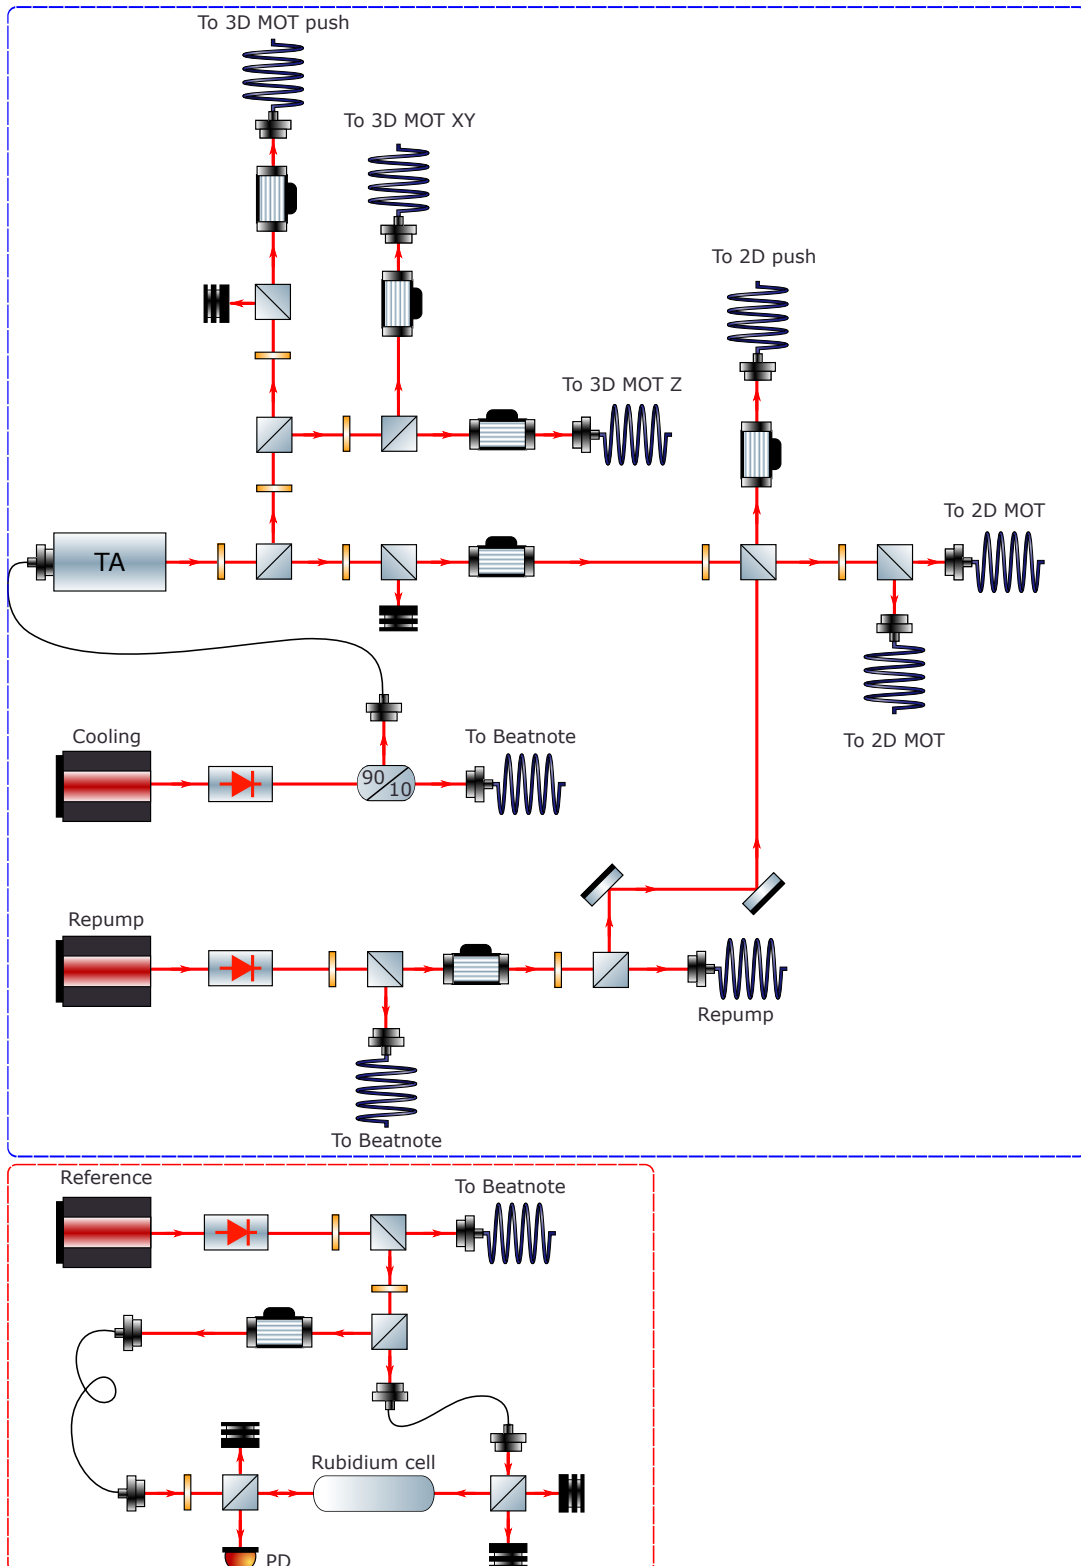 To 3D MOT push
To 3D MOT XY
To 2D push
To 3D MOT Z
To 2D MOT
TA
Cooling
To Beatnote
To 2D MOT
90
10
Repump
Repump
To Beatnote
Reference
To Beatnote
Rubidium cell
PD